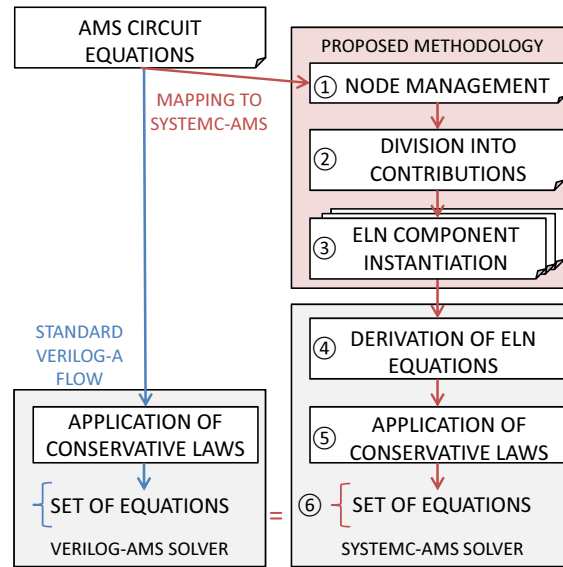 AMS CIRCUIT
EQUATIONS
PROPOSED METHODOLOGY
① NODE MANAGEMENT
MAPPING TO
SYSTEMC-AMS
② DIVISION INTO
CONTRIBUTIONS
③ ELN COMPONENT
INSTANTIATION
STANDARD
VERILOG-A
FLOW
④ DERIVATION OF ELN
EQUATIONS
APPLICATION OF
CONSERVATIVE LAWS
⑤ APPLICATION OF
CONSERVATIVE LAWS
SET OF EQUATIONS
=
⑥ SET OF EQUATIONS
VERILOG-AMS SOLVER
SYSTEMC-AMS SOLVER